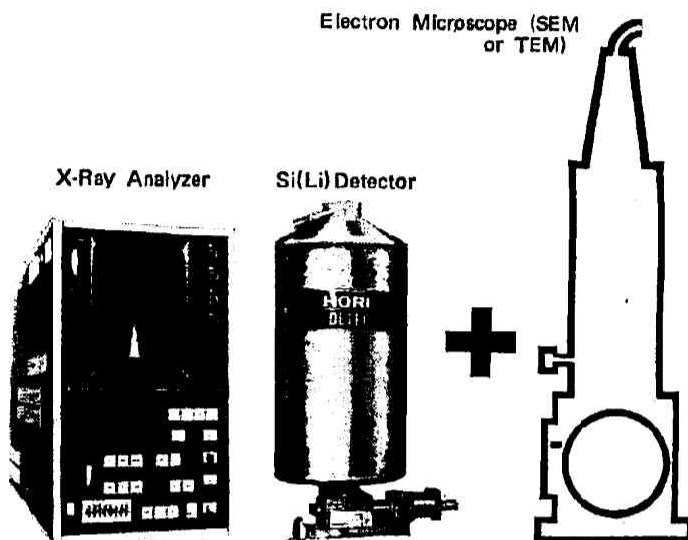 Electron Microscope (SEM
or TEM)
X-Ray Analyzer
Si(Li) Detector
HORI